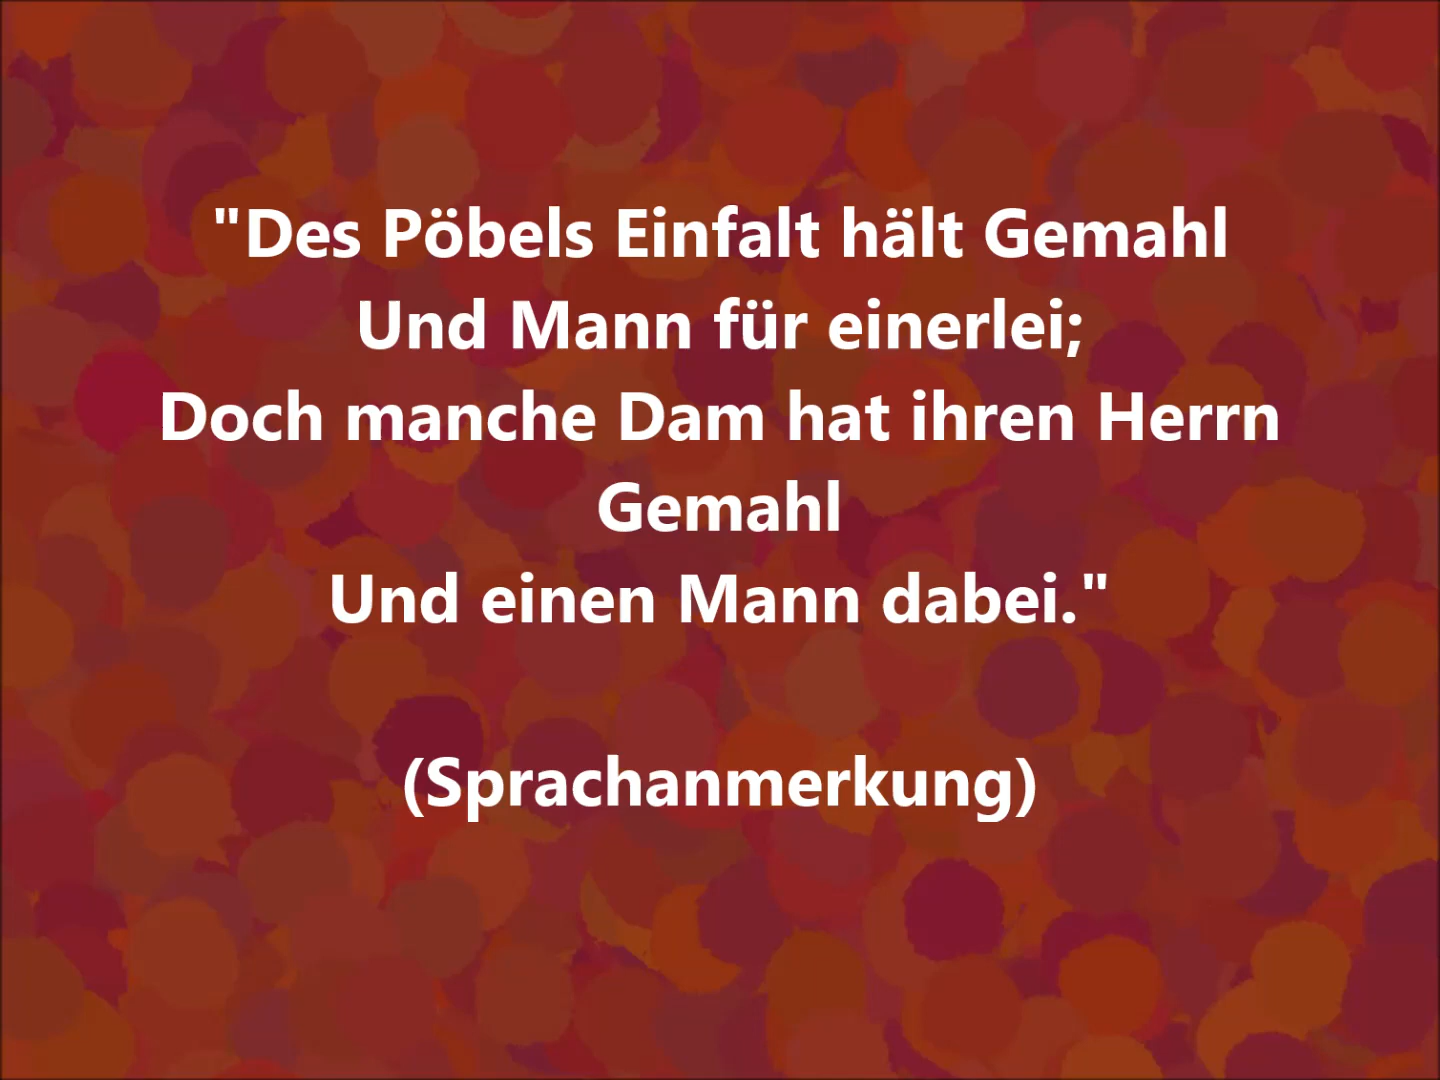 "Des Pöbels Einfalt hält Gemahl
Und Mann für einerlei;
Doch manche Dam hat ihren Herrn
Gemahl
Und einen Mann dabei."
(Sprachanmerkung)